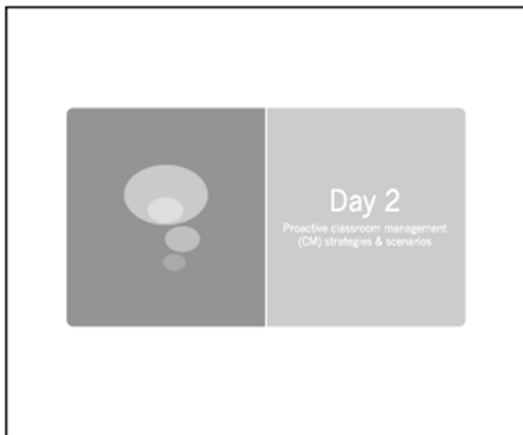 Day 2
Proactive classroom management
(CM) strategies & scenarios